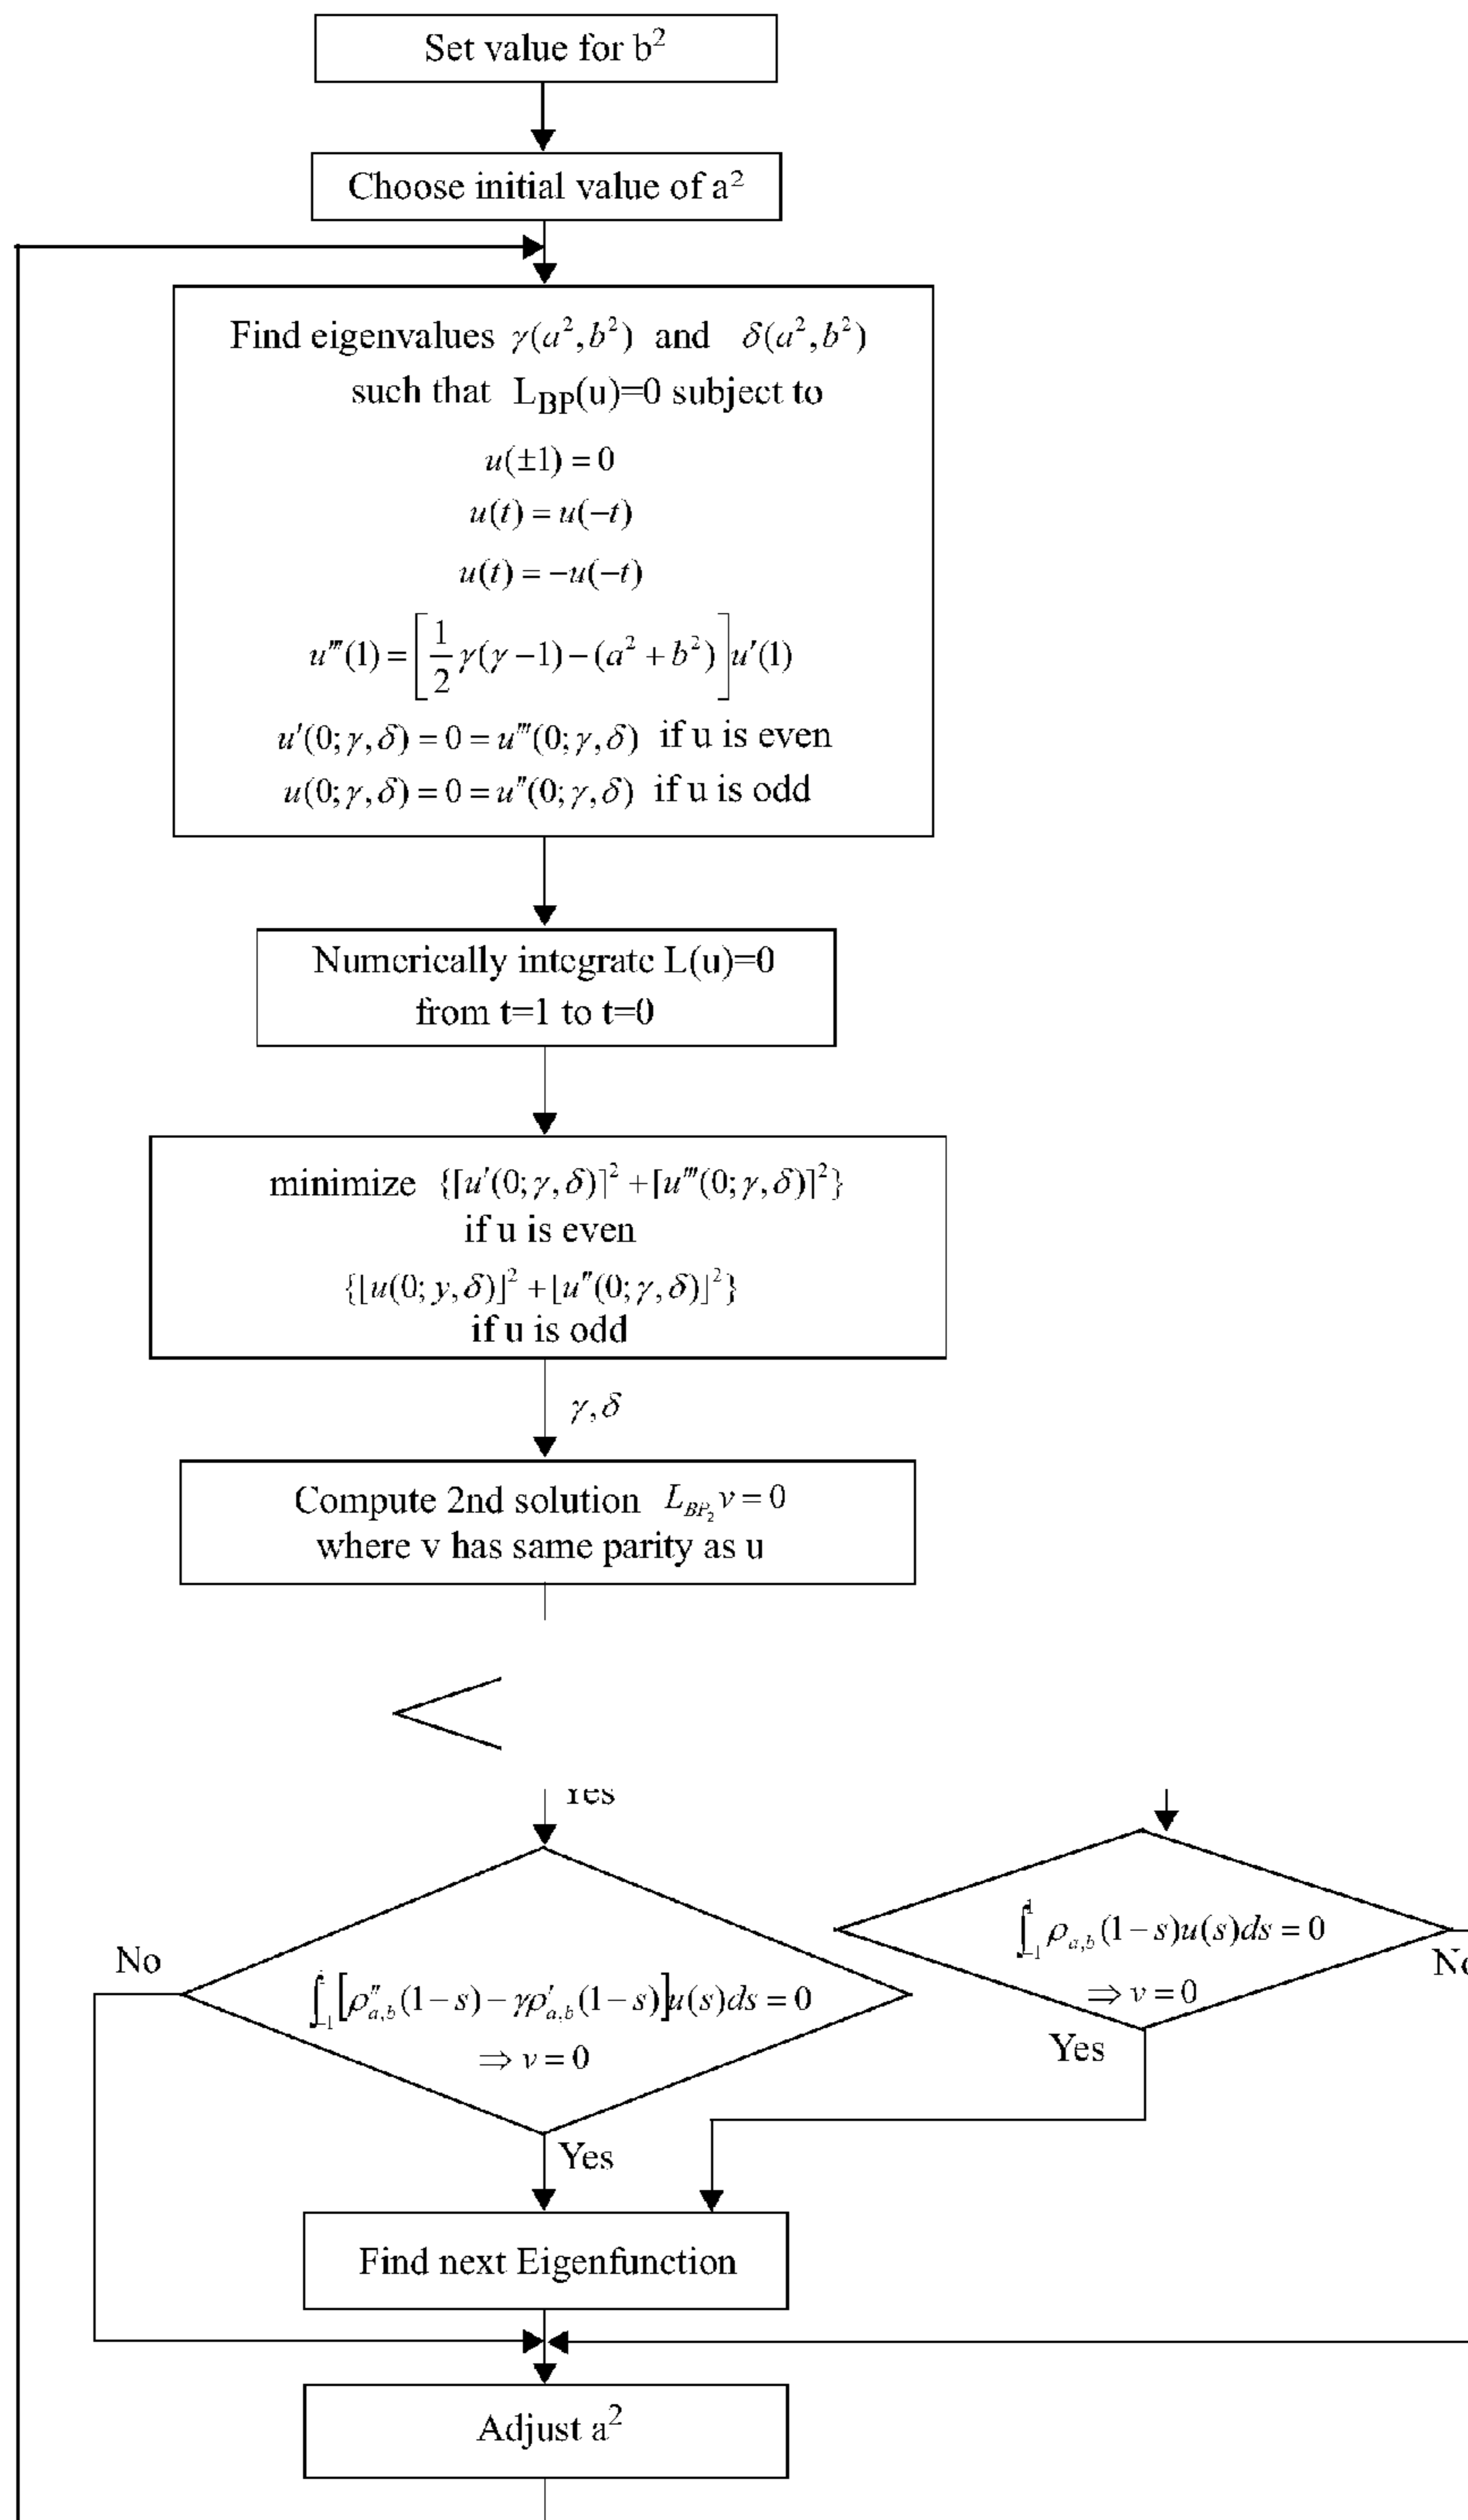 Set value for b²
Choose initial value of a²
Find eigenvalues γ(a²,b²) and δ(a²,b²)
such that L_BP(u)=0 subject to
u(±1) = 0
u(t) = u(−t)
u(t) = −u(−t)
u‴(1) = [1/2 γ(γ−1) − (a² + b²)] u′(1)
u′(0;γ,δ) = 0 = u‴(0;γ,δ) if u is even
u(0;γ,δ) = 0 = u″(0;γ,δ) if u is odd
Numerically integrate L(u)=0
from t=1 to t=0
minimize {⌈u′(0;γ,δ)⌉² + ⌈u‴(0;γ,δ)⌉²}
if u is even
{⌊u(0; y,δ)⌋² + ⌊u″(0;γ,δ)⌋²}
if u is odd
γ,δ
Compute 2nd solution L_BP₂ v = 0
where v has same parity as u
Yes
∫₋₁¹ ρ_a,b(1−s)u(s)ds = 0
⇒ v = 0
No
No
∫₋₁ [ρ″_a,b(1−s) − γρ′_a,b(1−s)]u(s)ds = 0
⇒ v = 0
Yes
Yes
Find next Eigenfunction
Adjust a²